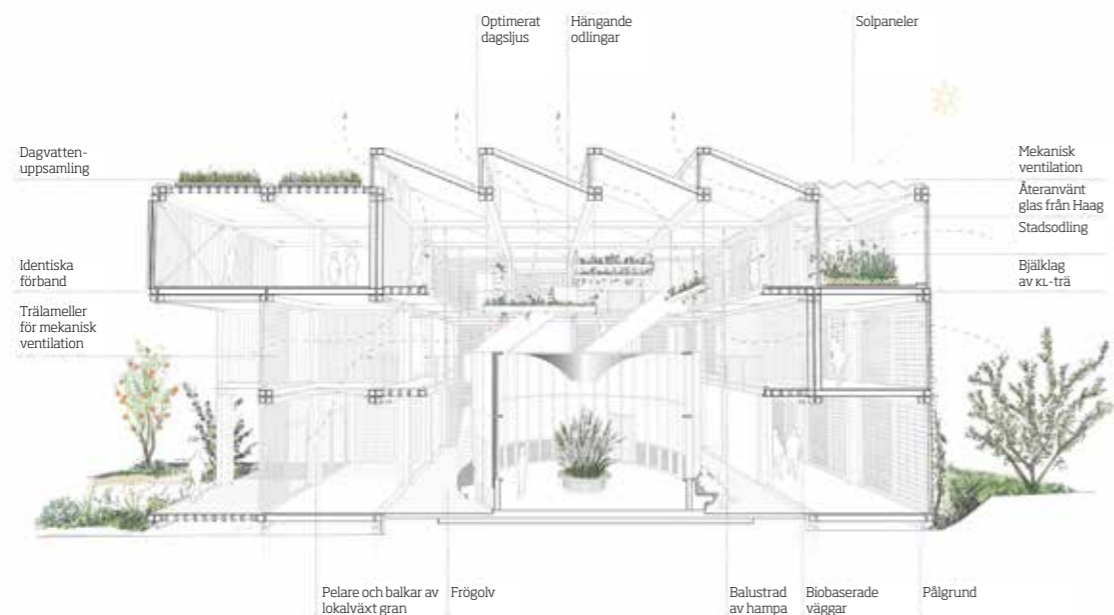 Optimerat
dagsljus
Hängande
odlingar
Solpaneler
Dagvatten-
uppsamling
Mekanisk
ventilation
Återanvänt
glas från Haag
Stadsodling
Identiska
förband
Bjälklag
av KL-trä
Trälameller
för mekanisk
ventilation
Pelare och balkar av
lokalväxt gran
Frögolv
Balustrad
av hampa
Biobaserade
väggar
Pålgrund